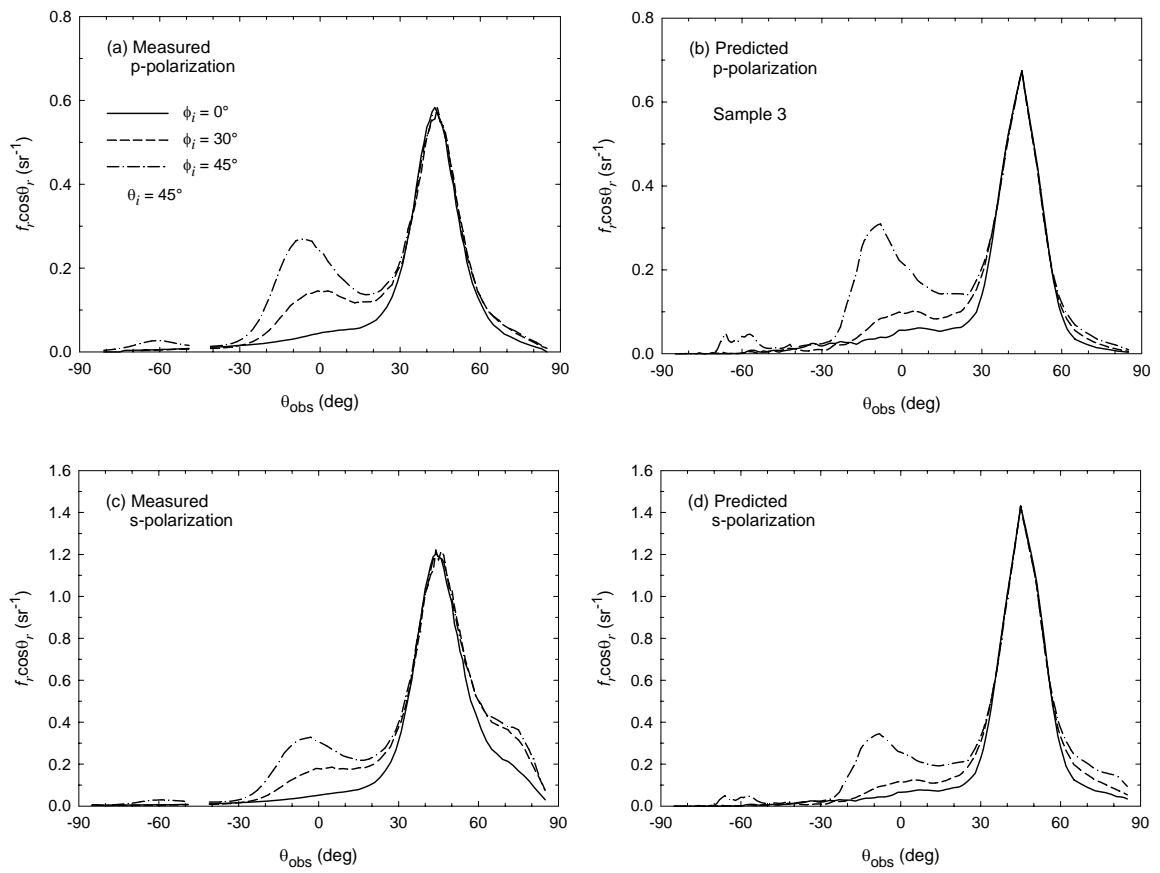 (a) Measured
p-polarization
ϕi = 0°
ϕi = 30°
ϕi = 45°
θi = 45°
0.8
0.6
0.4
0.2
0.0
-90 -60 -30 0 30 60 90
frcosθr (sr-1)
θobs (deg)
(b) Predicted
p-polarization
Sample 3
0.8
0.6
0.4
0.2
0.0
-90 -60 -30 0 30 60 90
frcosθr (sr-1)
θobs (deg)
(c) Measured
s-polarization
1.6
1.4
1.2
1.0
0.8
0.6
0.4
0.2
0.0
-90 -60 -30 0 30 60 90
frcosθr (sr-1)
θobs (deg)
(d) Predicted
s-polarization
1.6
1.4
1.2
1.0
0.8
0.6
0.4
0.2
0.0
-90 -60 -30 0 30 60 90
frcosθr (sr-1)
θobs (deg)